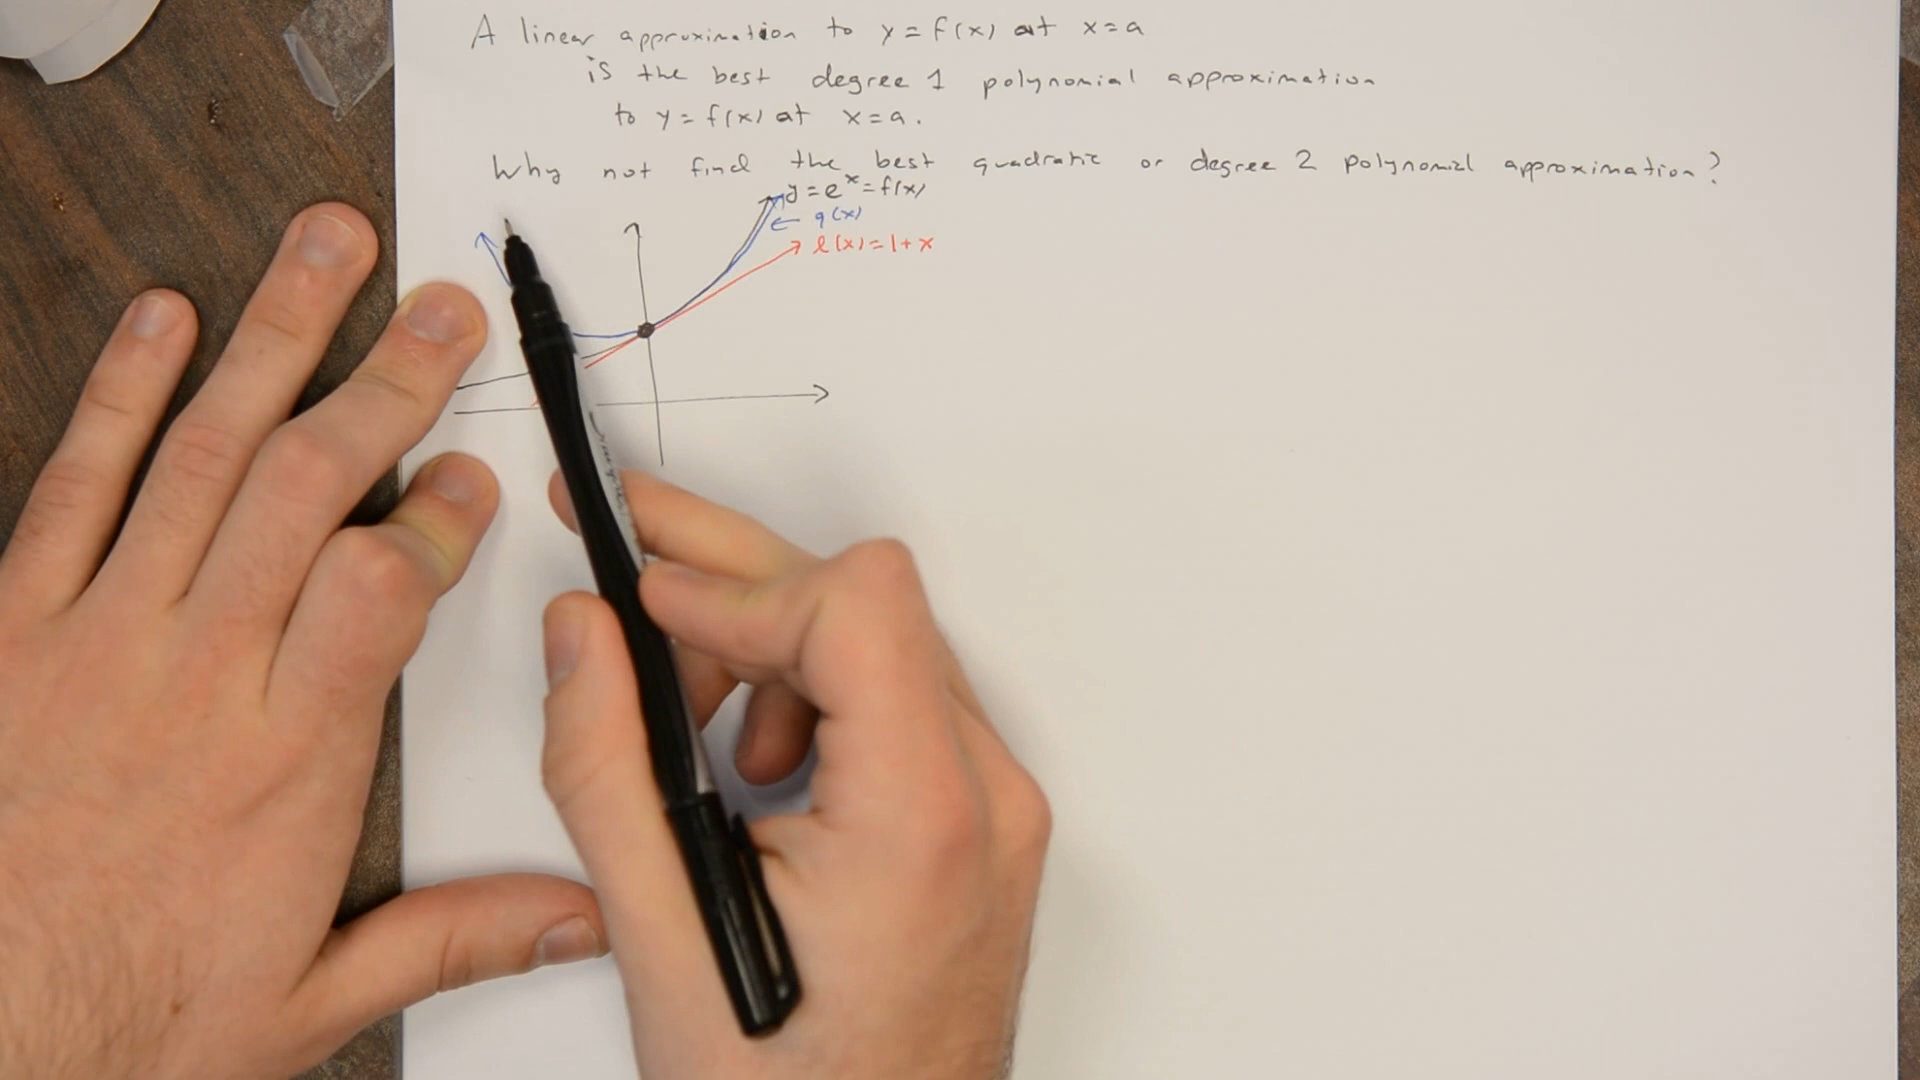 A linear approximation to y = f(x) at x=a
is the best degree 1 polynomial approximation
to y = f(x) at x=a.
Why not find the best quadratic or degree 2 polynomial approximation?
y = e^x = f(x)
← q(x)
l(x) = 1 + x